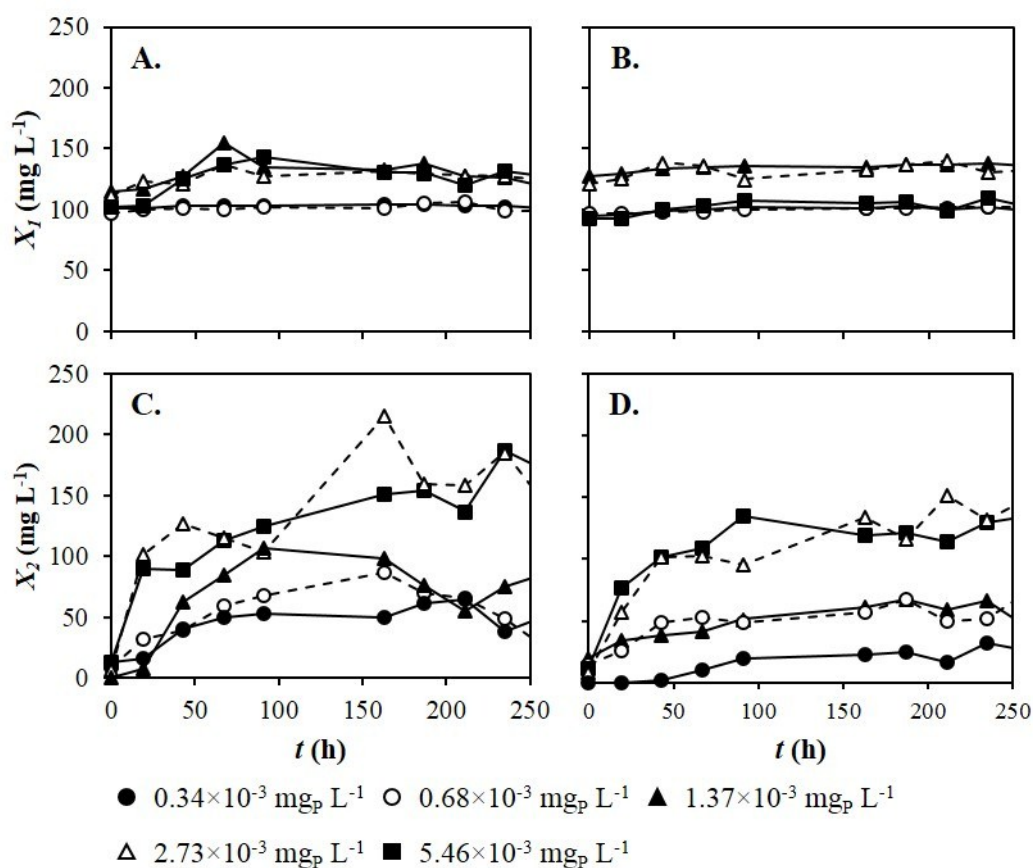 250
200
150
100
50
0
X₁ (mg L⁻¹)
A.
B.
250
200
150
100
50
0
X₂ (mg L⁻¹)
C.
D.
0 50 100 150 200 250
0 50 100 150 200 250
t (h) t (h)
0.34×10⁻³ mgₚ L⁻¹ 0.68×10⁻³ mgₚ L⁻¹ 1.37×10⁻³ mgₚ L⁻¹
2.73×10⁻³ mgₚ L⁻¹ 5.46×10⁻³ mgₚ L⁻¹